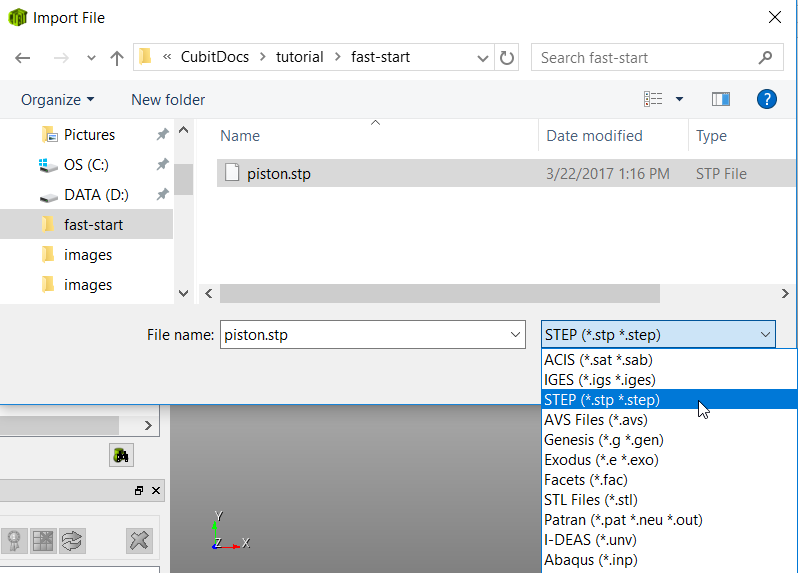 Import File
« CubitDocs > tutorial > fast-start
Search fast-start
Organize
New folder
?
Pictures
OS (C:)
DATA (D:)
fast-start
images
images
Name
Date modified
Type
piston.stp
3/22/2017 1:16 PM
STP File
File name:
piston.stp
STEP (*.stp *.step)
ACIS (*.sat *.sab)
IGES (*.igs *.iges)
STEP (*.stp *.step)
AVS Files (*.avs)
Genesis (*.g *.gen)
Exodus (*.e *.exo)
Facets (*.fac)
STL Files (*.stl)
Patran (*.pat *.neu *.out)
I-DEAS (*.unv)
Abaqus (*.inp)
Y
Z
X